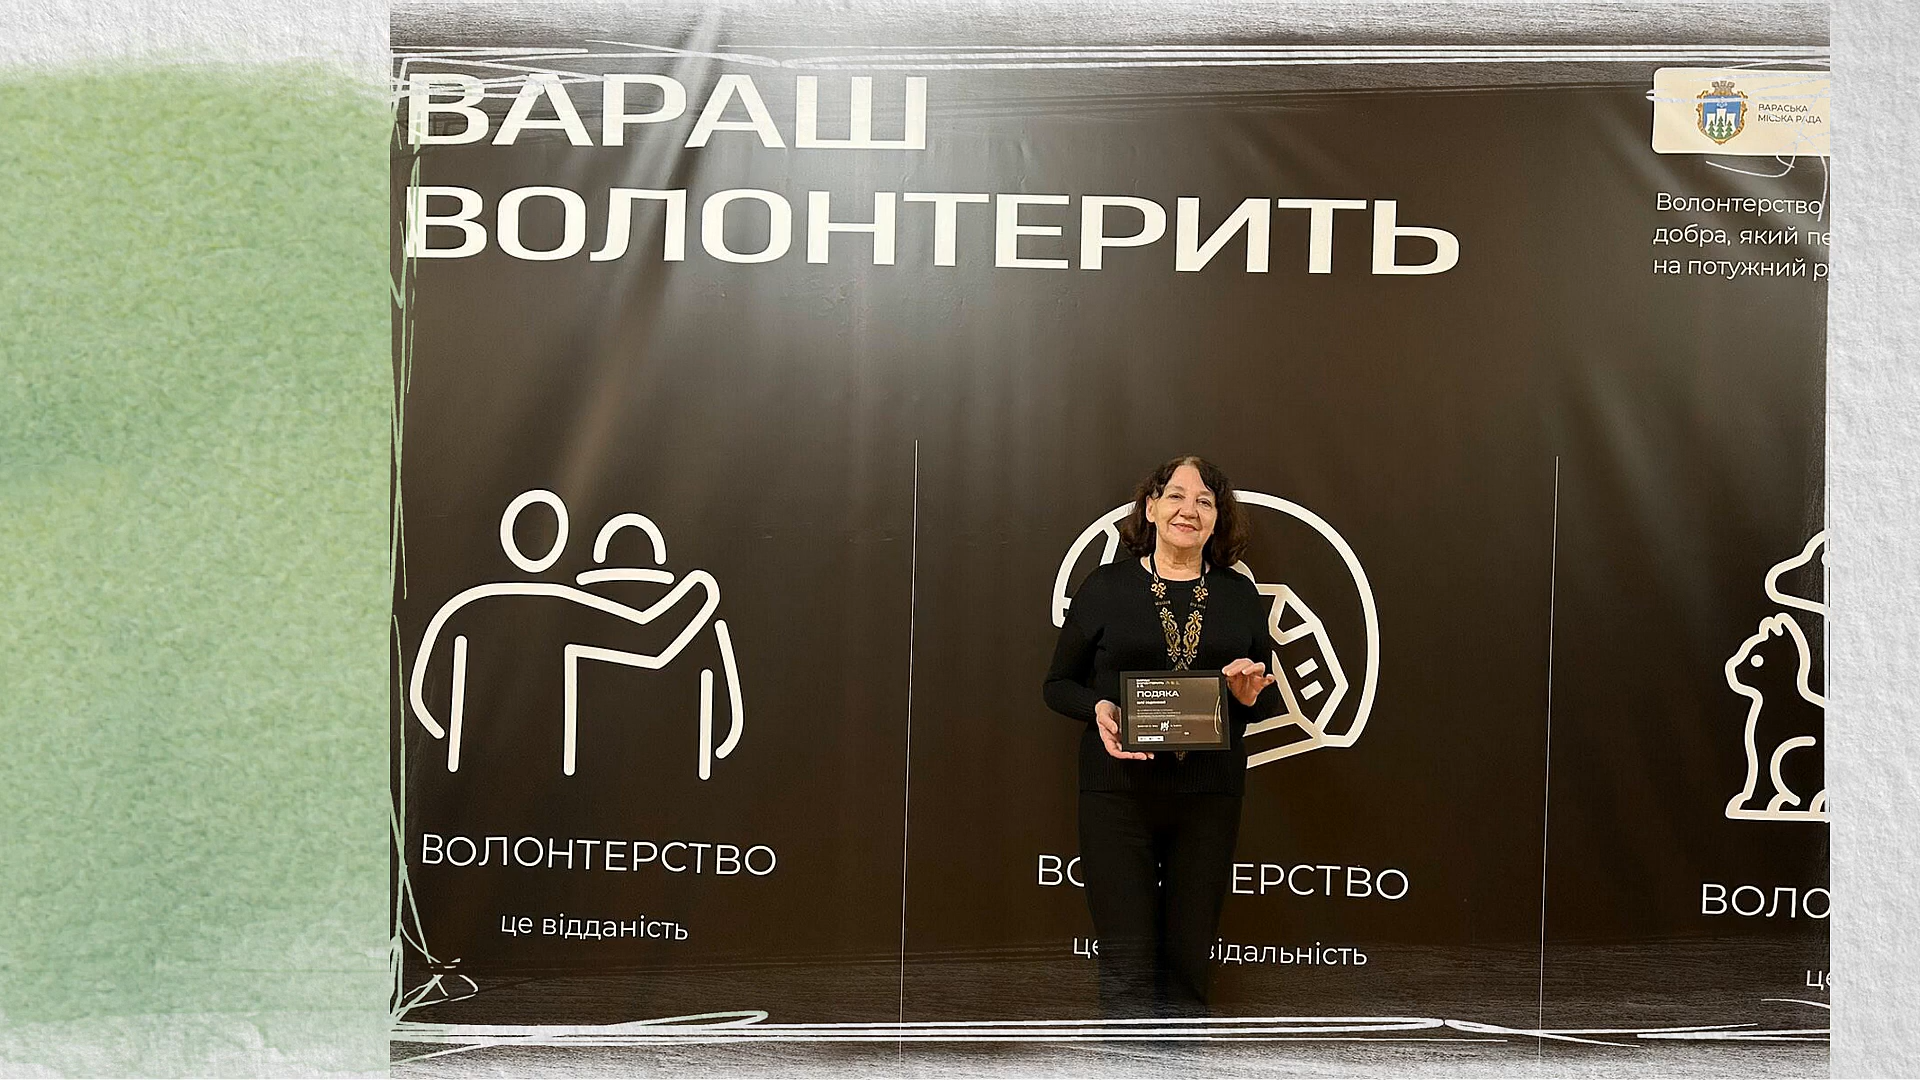 ВАРАШ
ВОЛОНТЕРИТЬ
ВАРАСЬКА
МІСЬКА РАДА
Волонтерство
добра, який пе
на потужний р
ПОДЯКА
ВОЛОНТЕРСТВО
це відданість
ВО ЕРСТВО
це відальність
ВОЛО
це